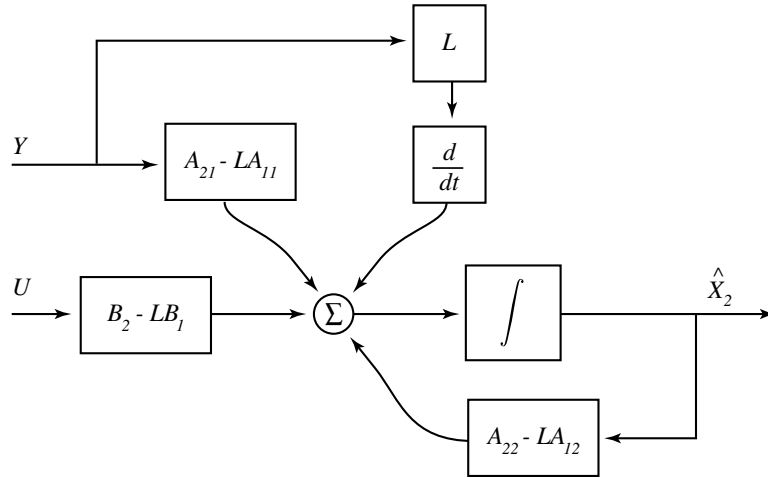 L
Y
A₂₁ - LA₁₁
d
dt
U
B₂ - LB₁
Σ
∫
X̂₂
A₂₂ - LA₁₂